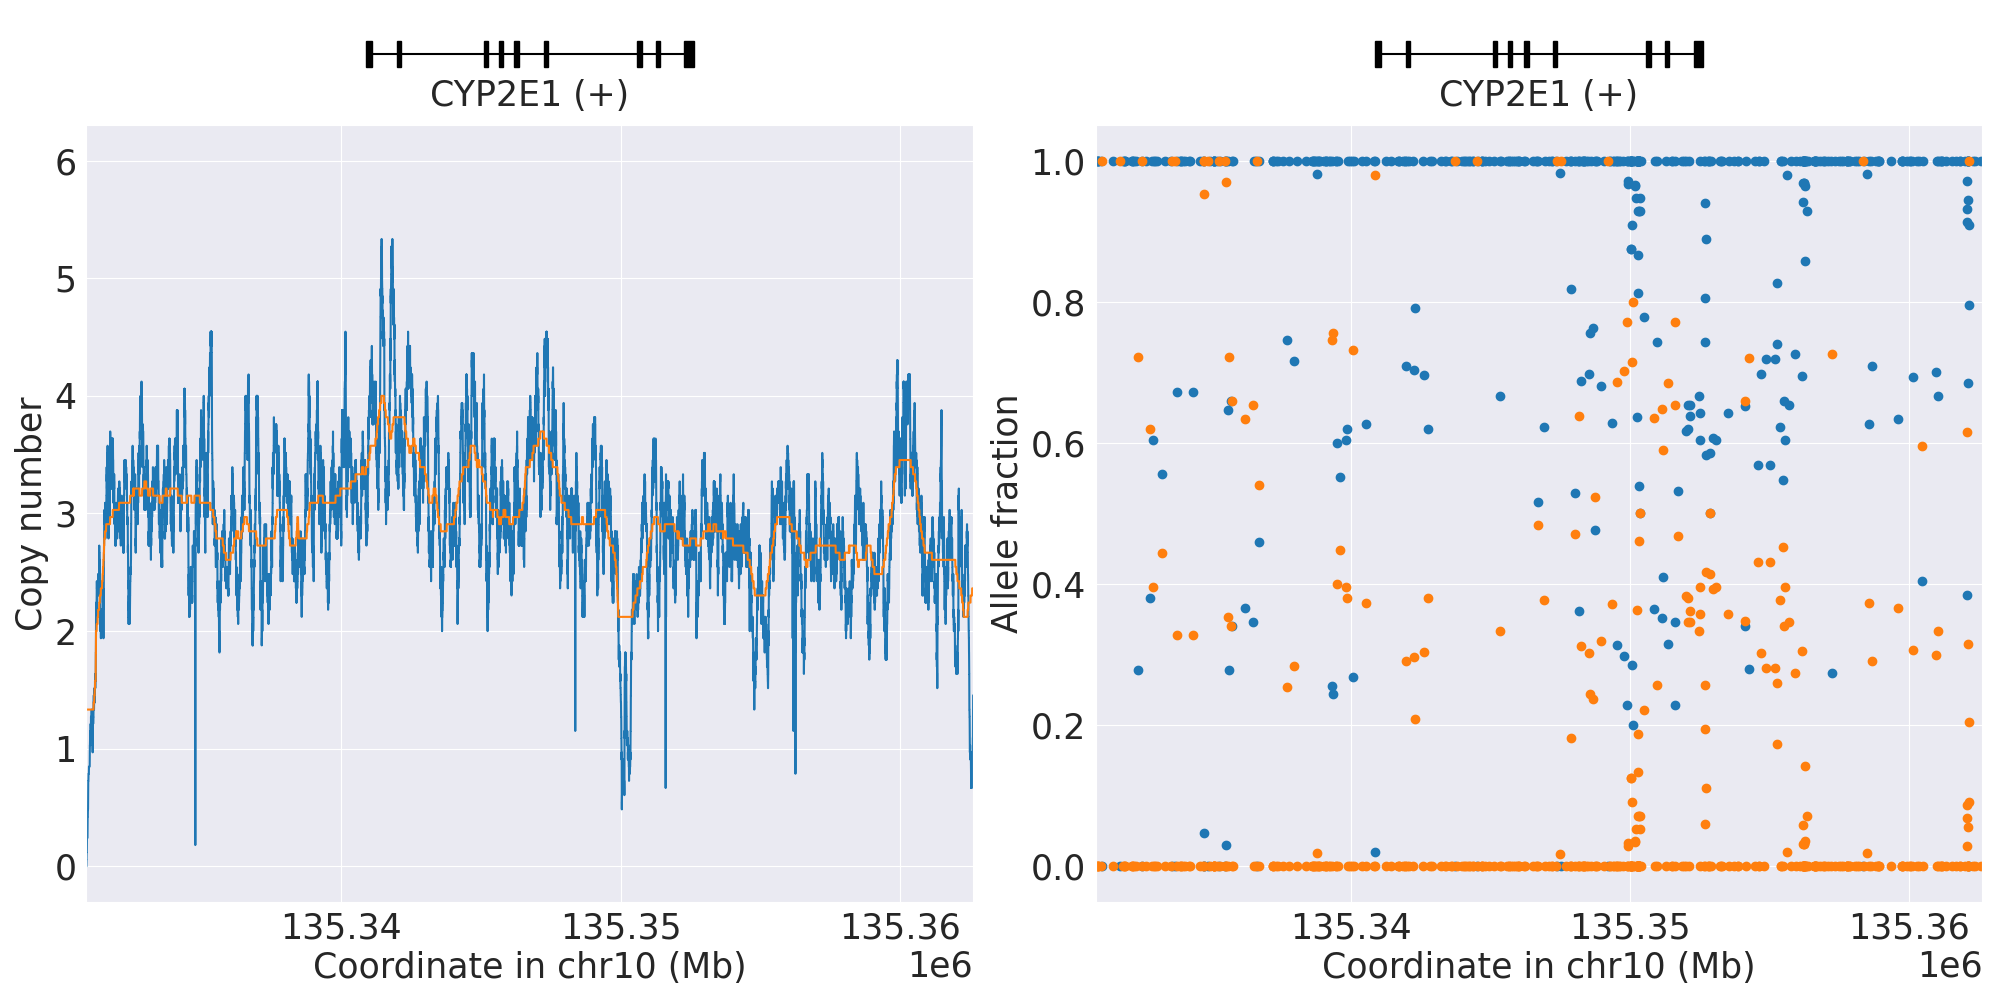 CYP2E1 (+)
CYP2E1 (+)
Copy number
6
5
4
3
2
1
0
135.34
135.35
135.36
Coordinate in chr10 (Mb)
1e6
Allele fraction
1.0
0.8
0.6
0.4
0.2
0.0
135.34
135.35
135.36
Coordinate in chr10 (Mb)
1e6